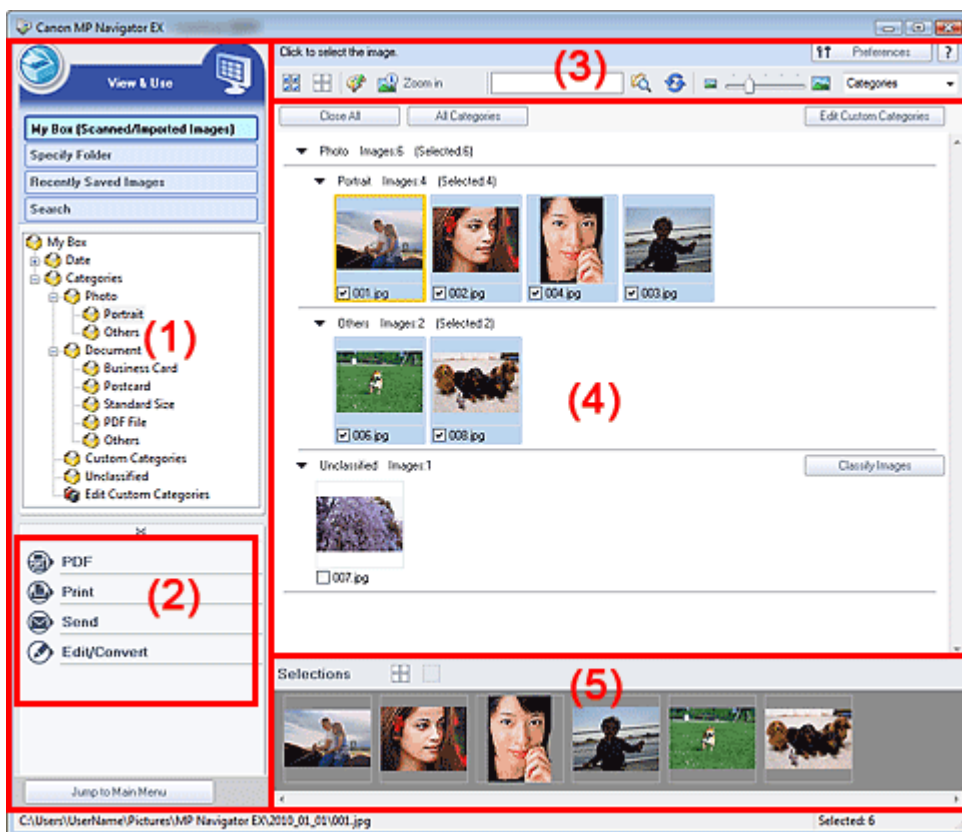 Canon MP Navigator EX
View & Use
My Box (Scanned/Imported Images)
Specify Folder
Recently Saved Images
Search
My Box
Date
Categories
Photo
Portrait
Others
Document
Business Card
Postcard
Standard Size
PDF File
Others
Custom Categories
Unclassified
Edit Custom Categories
(1)
PDF
Print
Send
Edit/Convert
(2)
Jump to Main Menu
Click to select the image.
Preferences
?
Zoom in
Categories
(3)
Close All
All Categories
Edit Custom Categories
Photo Images:6 (Selected:6)
Portrait Images:4 (Selected:4)
001.jpg
002.jpg
004.jpg
003.jpg
Others Images:2 (Selected:2)
006.jpg
008.jpg
(4)
Unclassified Images:1
Classify Images
007.jpg
Selections
(5)
C:\Users\UserName\Pictures\MP Navigator EX\2010_01_01\001.jpg
Selected: 6